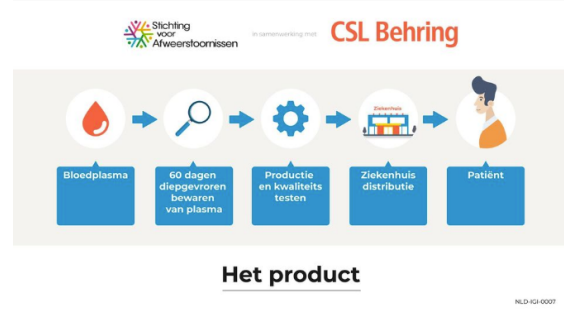 Stichting
voor
Afweerstoornissen
in samenwerking met
CSL Behring
Ziekenhuis
Bloedplasma
60 dagen
diepgevroren
bewaren
van plasma
Productie
en kwaliteits
testen
Ziekenhuis
distributie
Patiënt
Het product
NLD-IGI-0007